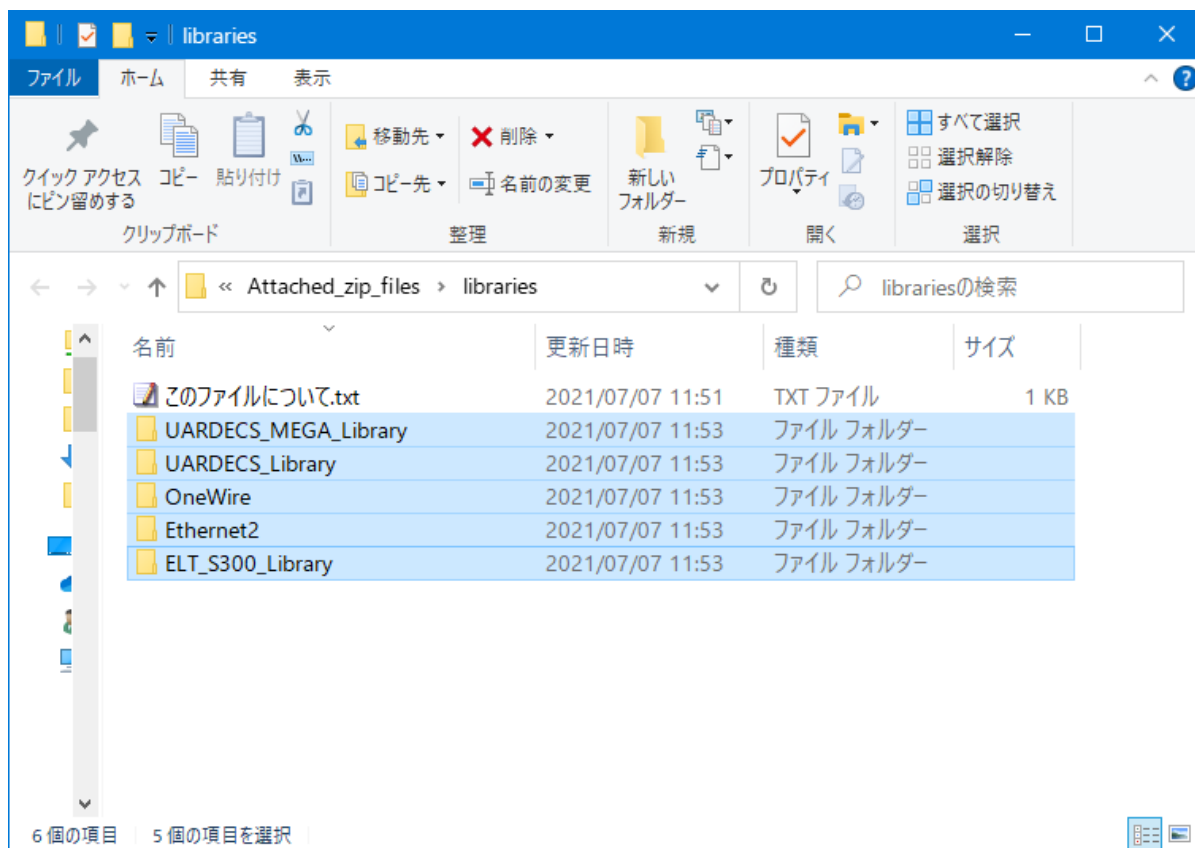 libraries
ファイル ホーム 共有 表示
クイック アクセス
にピン留めする
コピー
貼り付け
移動先
コピー先
削除
名前の変更
新しい
フォルダー
プロパティ
すべて選択
選択解除
選択の切り替え
クリップボード 整理 新規 開く 選択
« Attached_zip_files › libraries
librariesの検索
名前 更新日時 種類 サイズ
このファイルについて.txt 2021/07/07 11:51 TXT ファイル 1 KB
UARDECS_MEGA_Library 2021/07/07 11:53 ファイル フォルダー
UARDECS_Library 2021/07/07 11:53 ファイル フォルダー
OneWire 2021/07/07 11:53 ファイル フォルダー
Ethernet2 2021/07/07 11:53 ファイル フォルダー
ELT_S300_Library 2021/07/07 11:53 ファイル フォルダー
6 個の項目 5 個の項目を選択